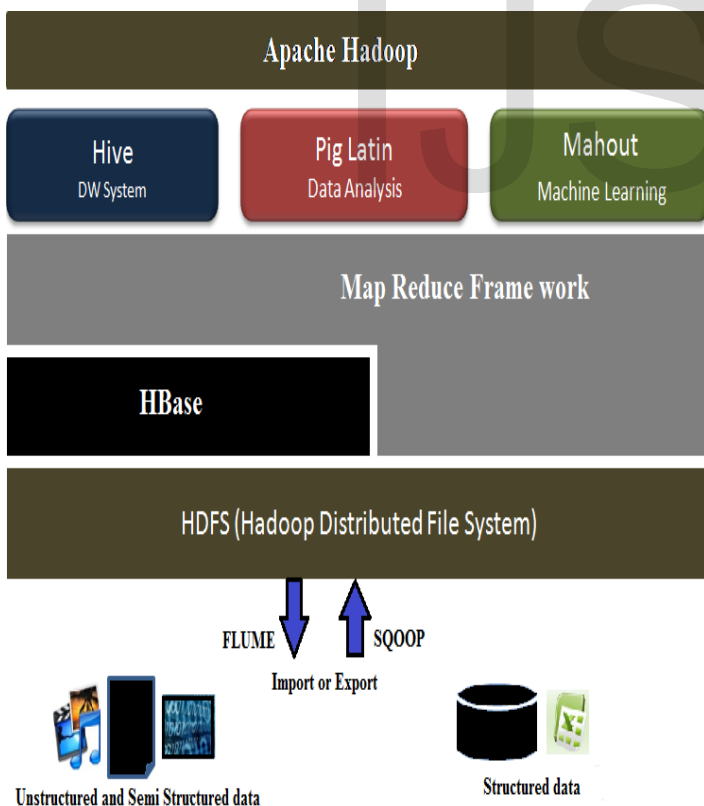 Apache Hadoop
Hive
DW System
Pig Latin
Data Analysis
Mahout
Machine Learning
Map Reduce Frame work
HBase
HDFS (Hadoop Distributed File System)
FLUME
SQOOP
Import or Export
Unstructured and Semi Structured data
Structured data